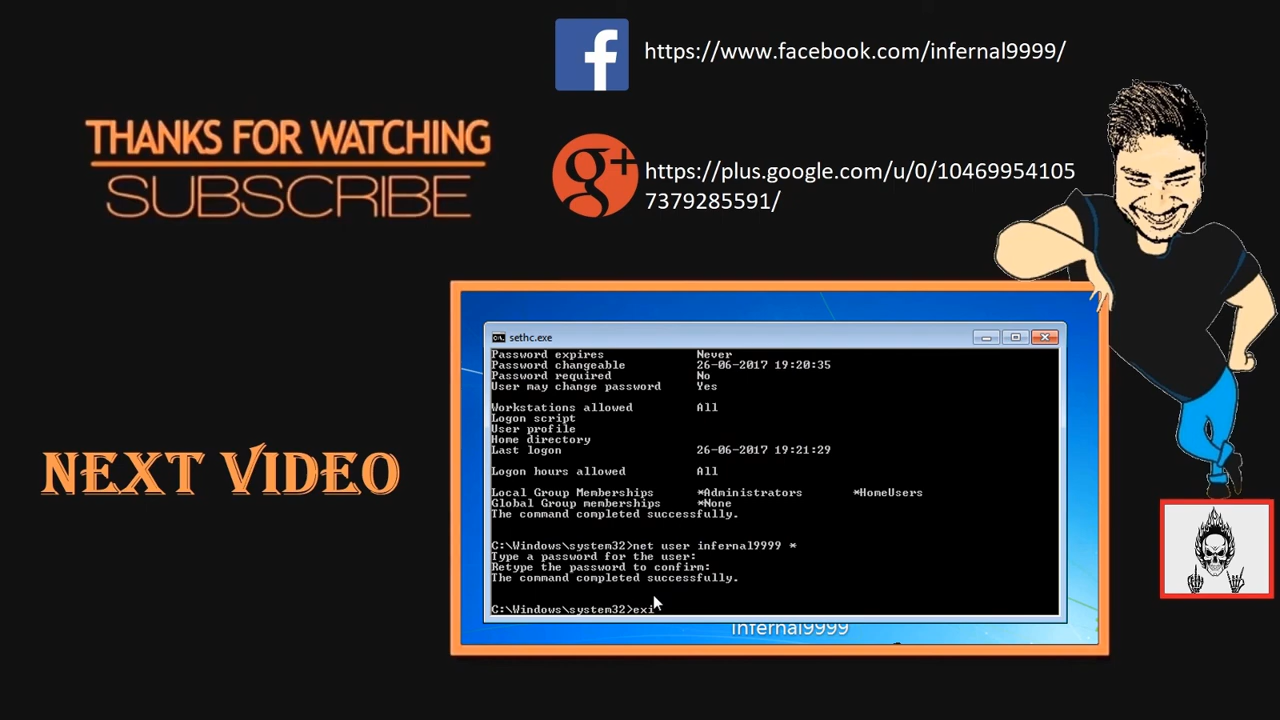 https://www.facebook.com/infernal9999/
THANKS FOR WATCHING
SUBSCRIBE
https://plus.google.com/u/0/10469954105
7379285591/
NEXT VIDEO
sethc.exe
Password expires Never
Password changeable 26-06-2017 19:20:35
Password required No
User may change password Yes
Workstations allowed All
Logon script
User profile
Home directory
Last logon 26-06-2017 19:21:29
Logon hours allowed All
Local Group Memberships *Administrators *HomeUsers
Global Group memberships *None
The command completed successfully.
C:\Windows\system32>net user infernal9999 *
Type a password for the user:
Retype the password to confirm:
The command completed successfully.
C:\Windows\system32>exi
infernal9999